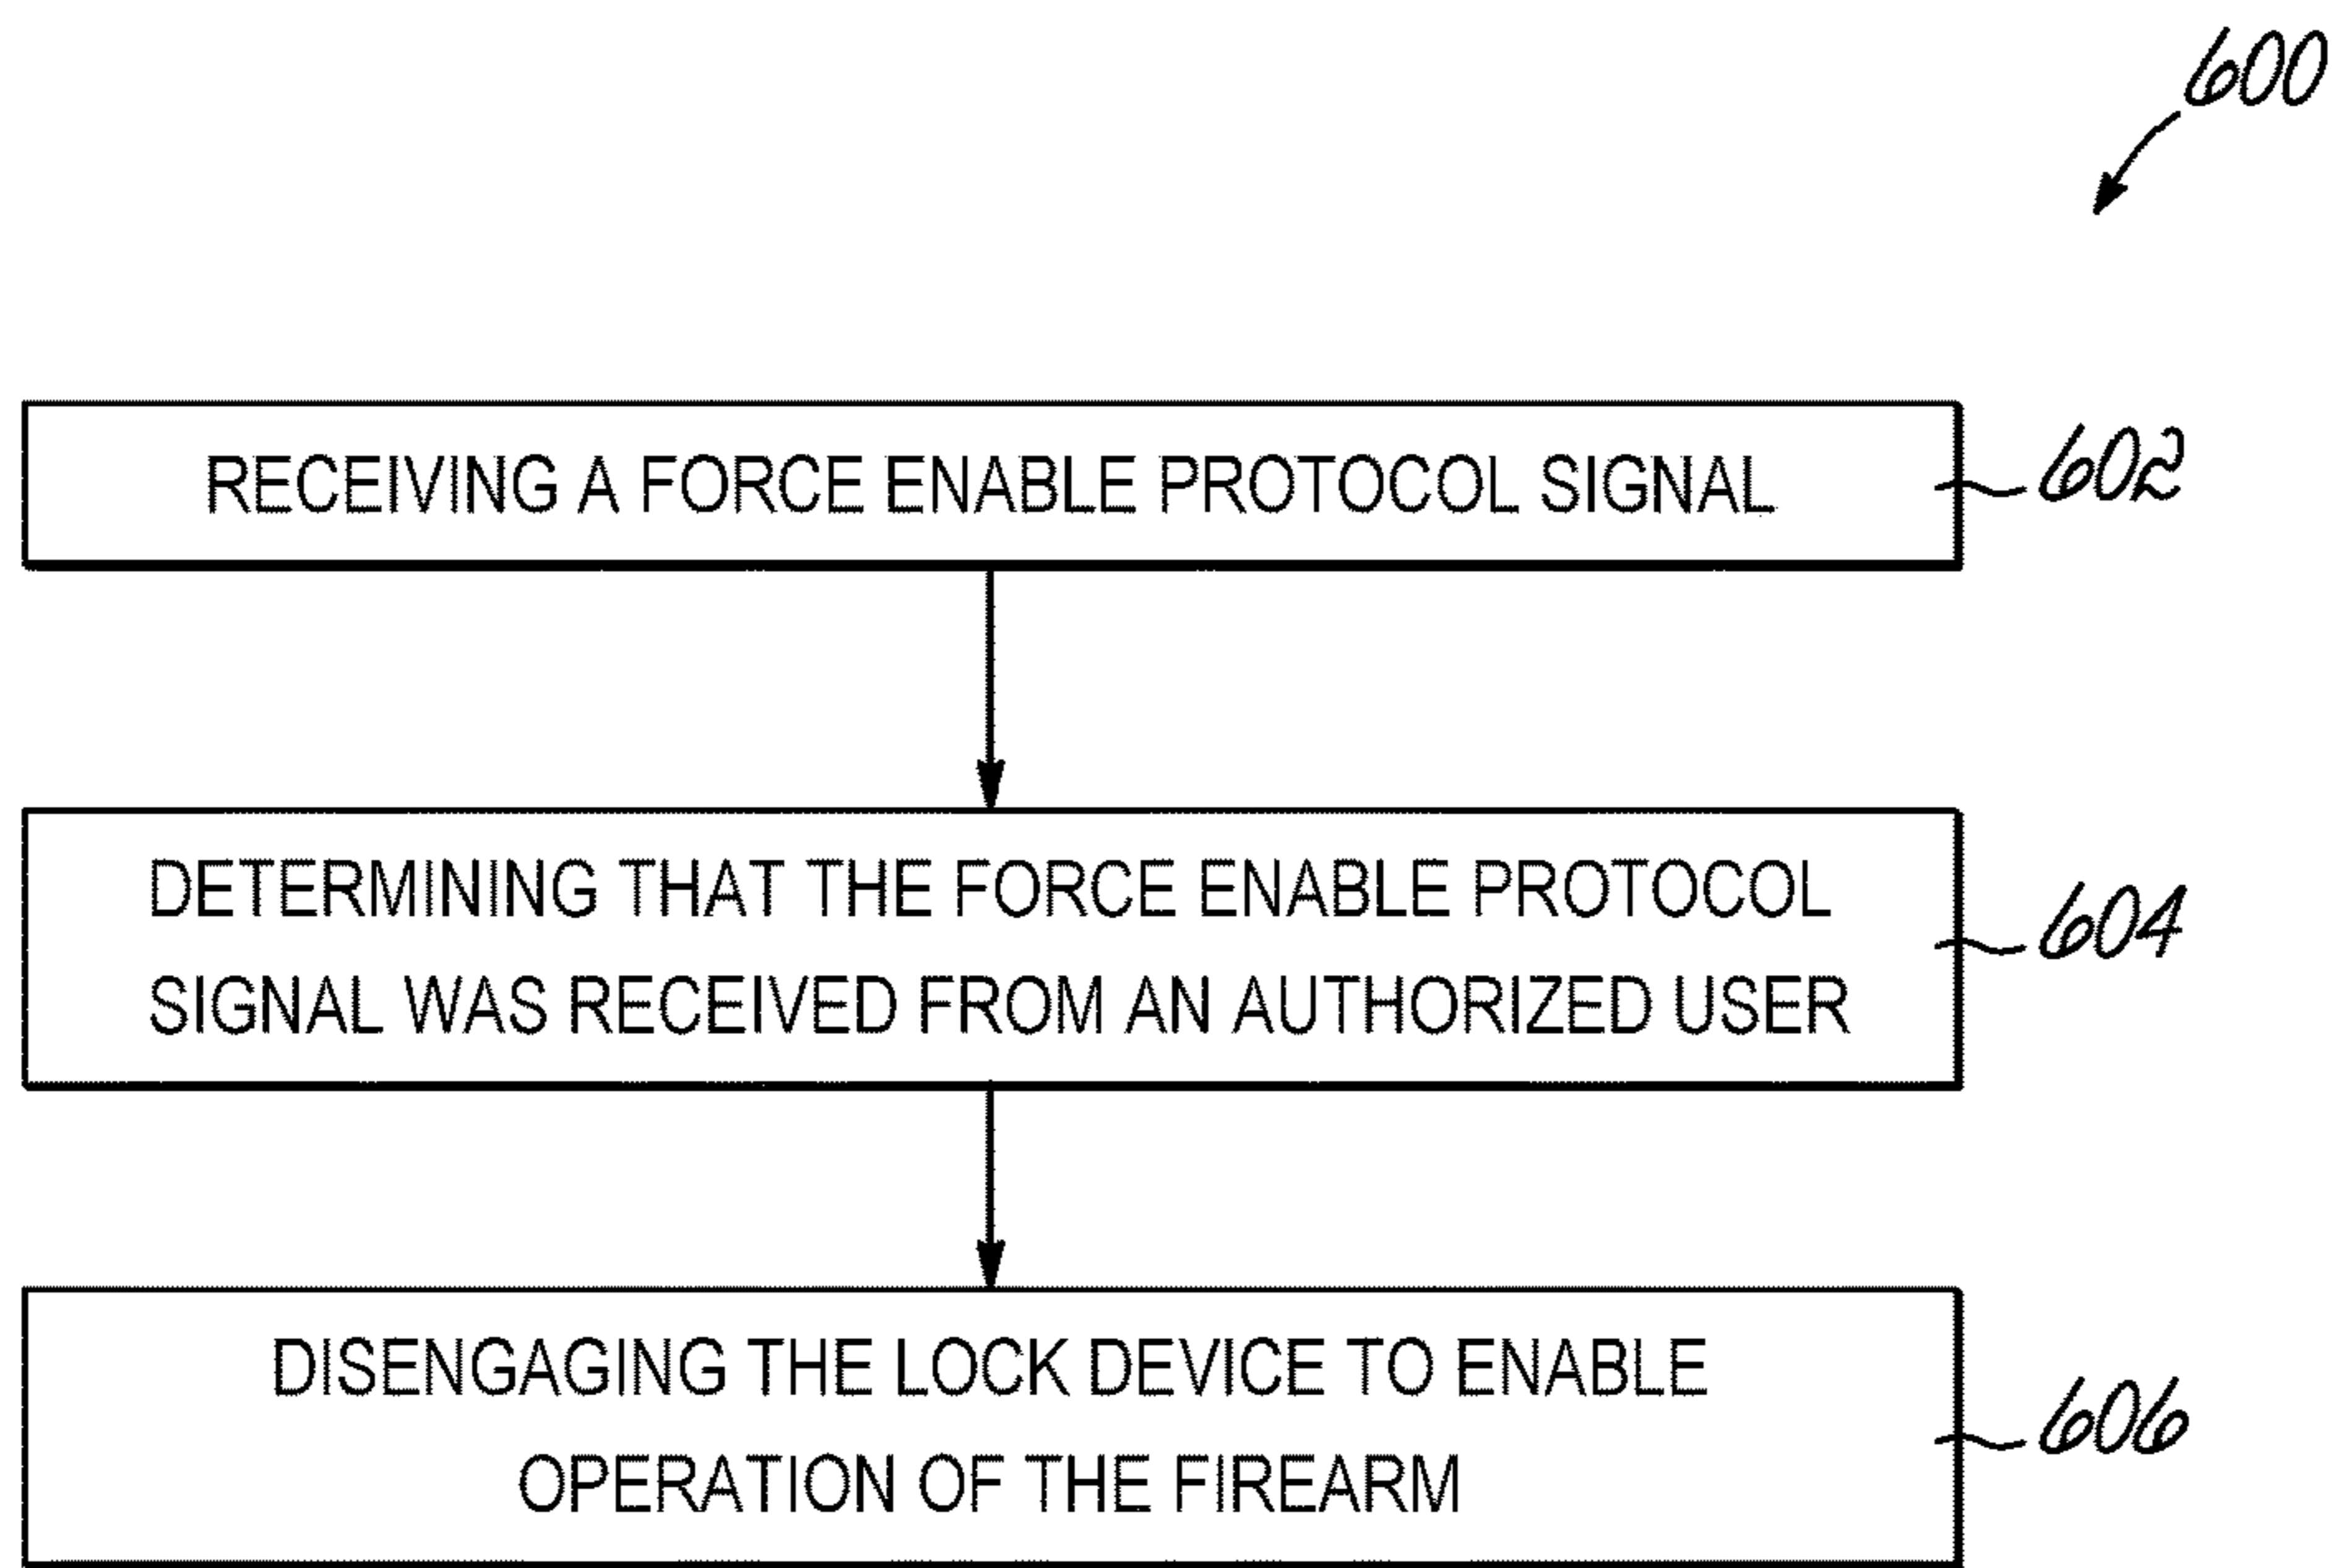 600
RECEIVING A FORCE ENABLE PROTOCOL SIGNAL
602
DETERMINING THAT THE FORCE ENABLE PROTOCOL
SIGNAL WAS RECEIVED FROM AN AUTHORIZED USER
604
DISENGAGING THE LOCK DEVICE TO ENABLE
OPERATION OF THE FIREARM
606